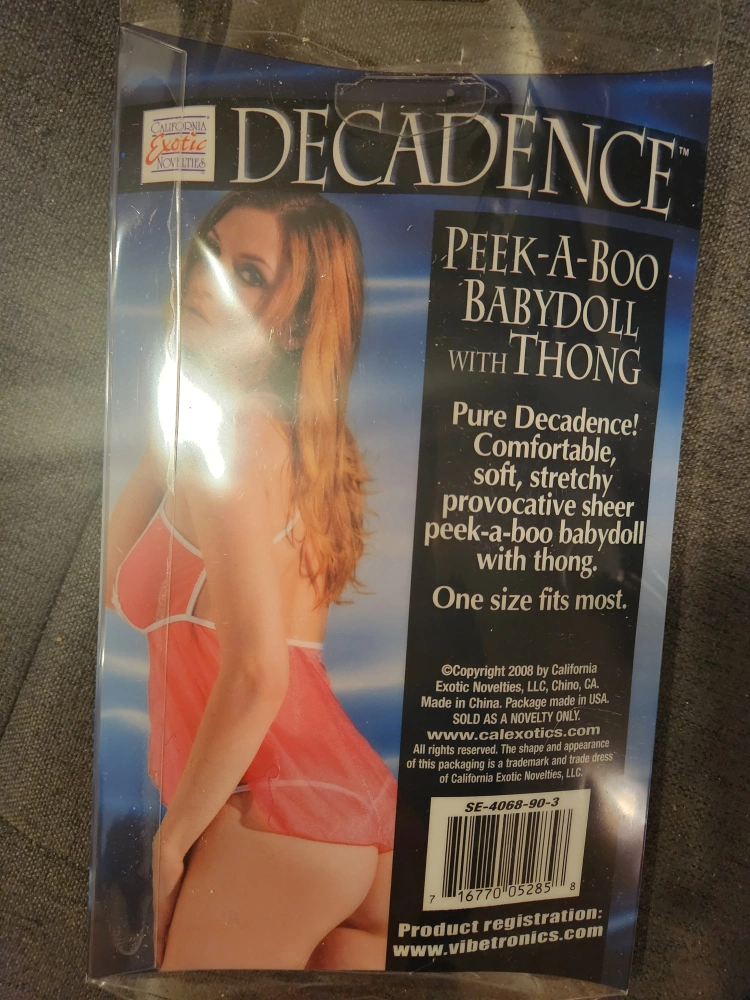 CALIFORNIA
Exotic
NOVELTIES
DECADENCE™
PEEK-A-BOO
BABYDOLL
WITH THONG
Pure Decadence!
Comfortable,
soft, stretchy
provocative sheer
peek-a-boo babydoll
with thong.
One size fits most.
©Copyright 2008 by California
Exotic Novelties, LLC, Chino, CA.
Made in China. Package made in USA.
SOLD AS A NOVELTY ONLY.
www.calexotics.com
All rights reserved. The shape and appearance
of this packaging is a trademark and trade dress
of California Exotic Novelties, LLC.
SE-4068-90-3
7 16770 05285 8
Product registration:
www.vibetronics.com